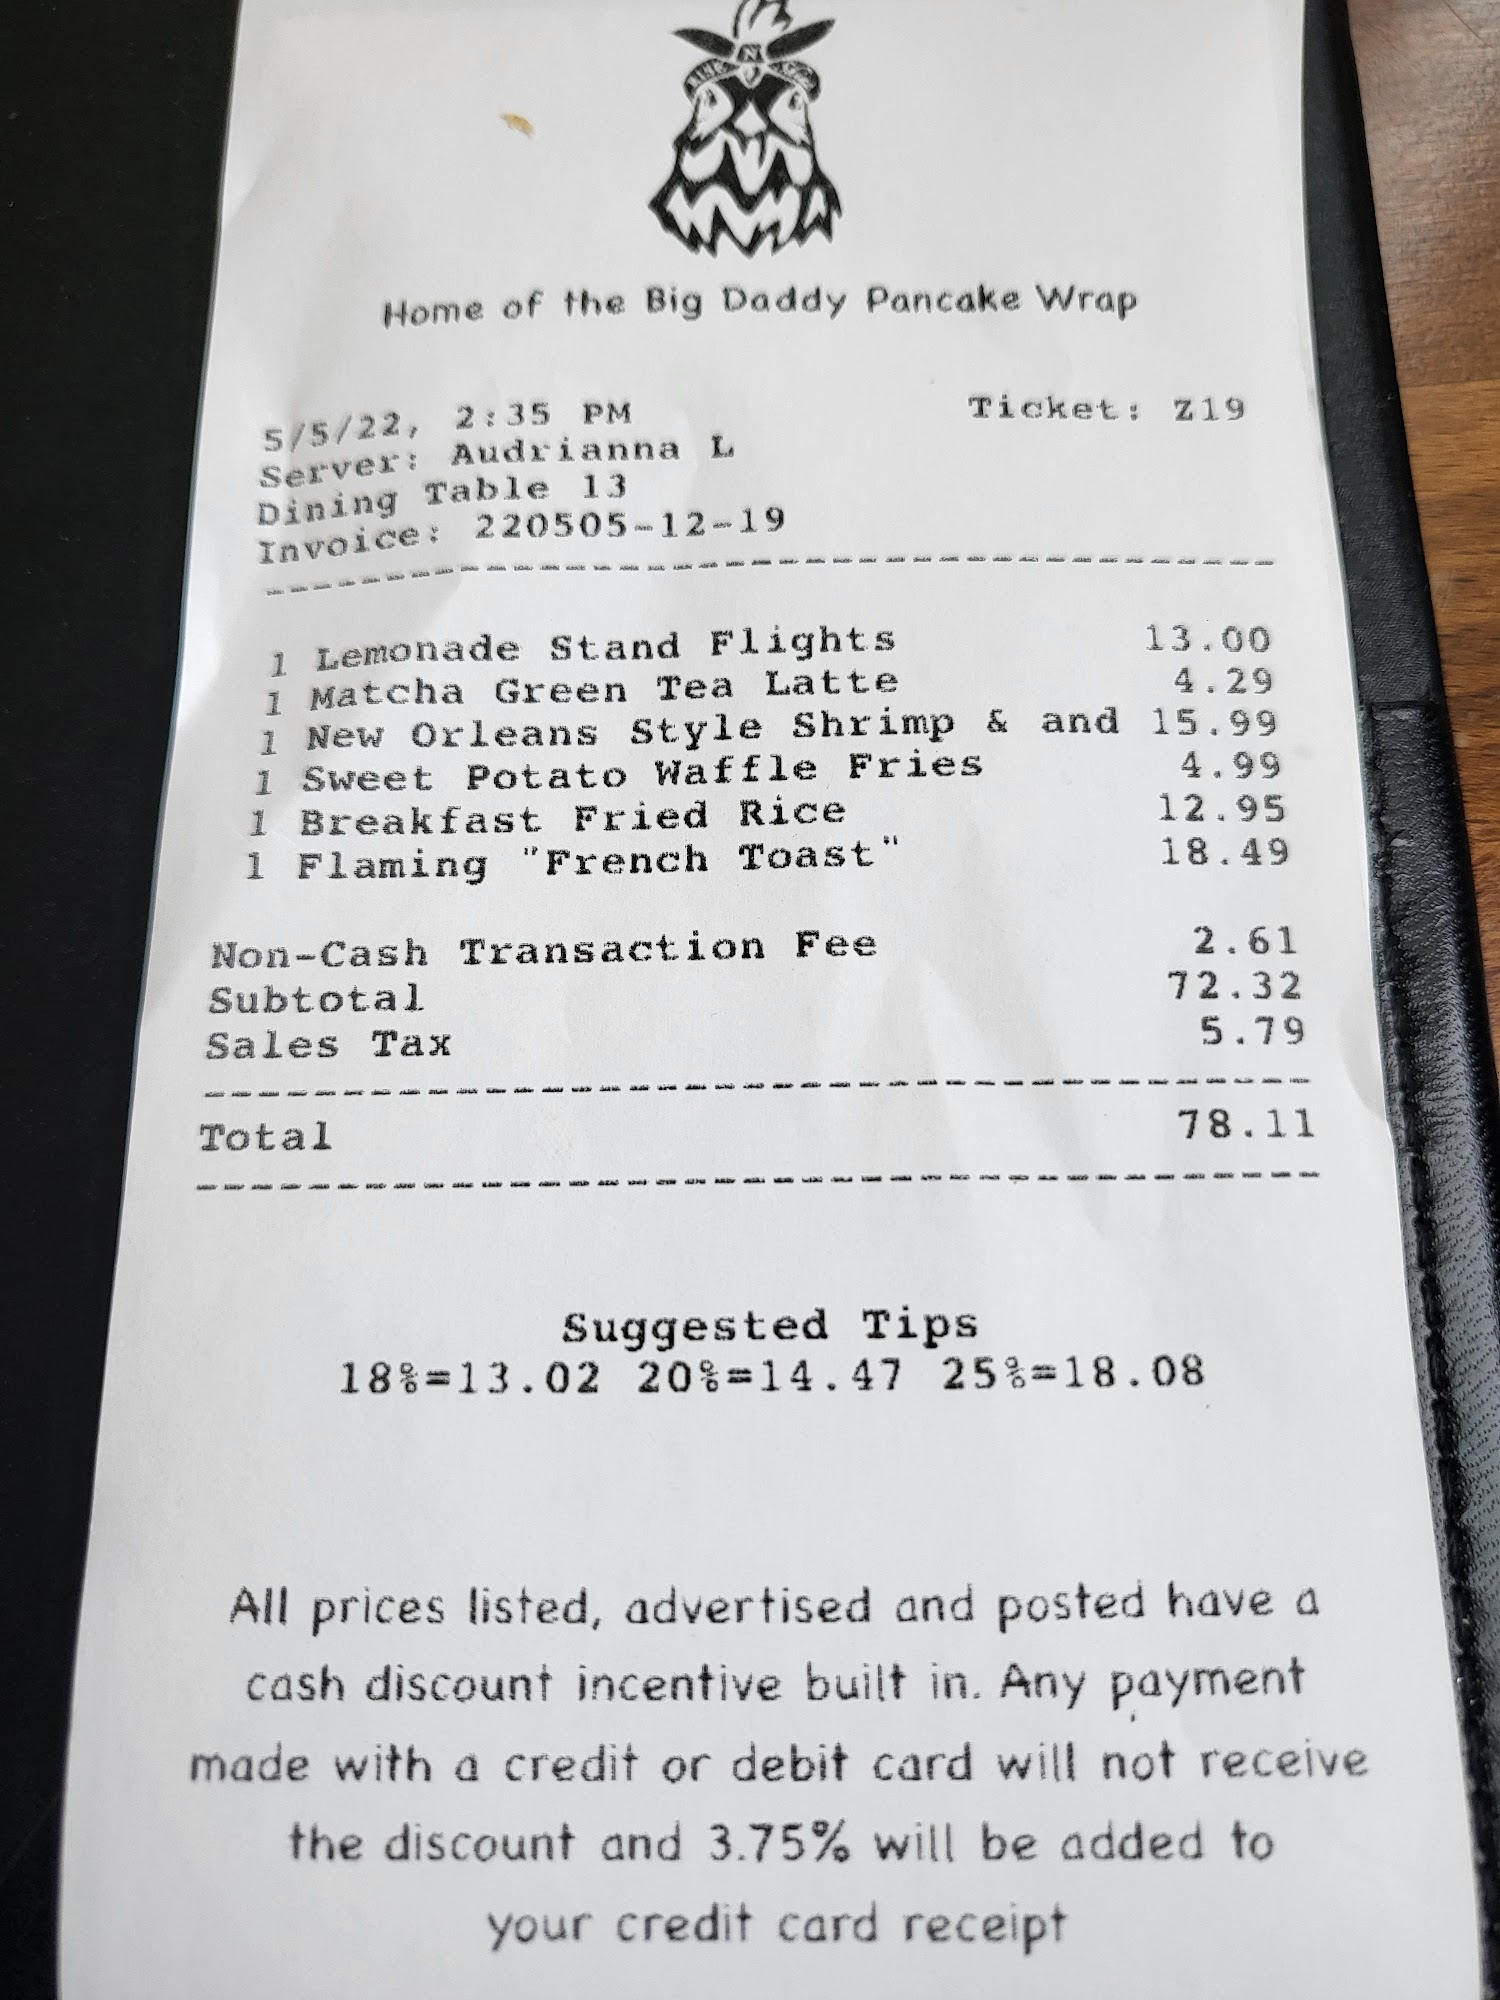 N
Home of the Big Daddy Pancake Wrap
5/5/22, 2:35 PM Ticket: Z19
Server: Audrianna L
Dining Table 13
Invoice: 220505-12-19
1 Lemonade Stand Flights 13.00
1 Matcha Green Tea Latte 4.29
1 New Orleans Style Shrimp & and 15.99
1 Sweet Potato Waffle Fries 4.99
1 Breakfast Fried Rice 12.95
1 Flaming "French Toast" 18.49
Non-Cash Transaction Fee 2.61
Subtotal 72.32
Sales Tax 5.79
Total 78.11
Suggested Tips
18%=13.02 20%=14.47 25%=18.08
All prices listed, advertised and posted have a
cash discount incentive built in. Any payment
made with a credit or debit card will not receive
the discount and 3.75% will be added to
your credit card receipt